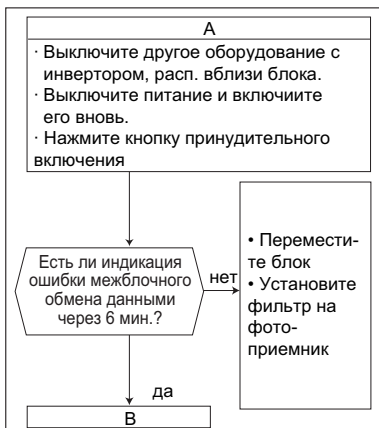 А
· Выключите другое оборудование с
инвертором, расп. вблизи блока.
· Выключите питание и включиите
его вновь.
· Нажмите кнопку принудительного
включения
Есть ли индикация
ошибки межблочного
обмена данными
через 6 мин.?
нет
• Перемести-
те блок
• Установите
фильтр на
фото-
приемник
да
В